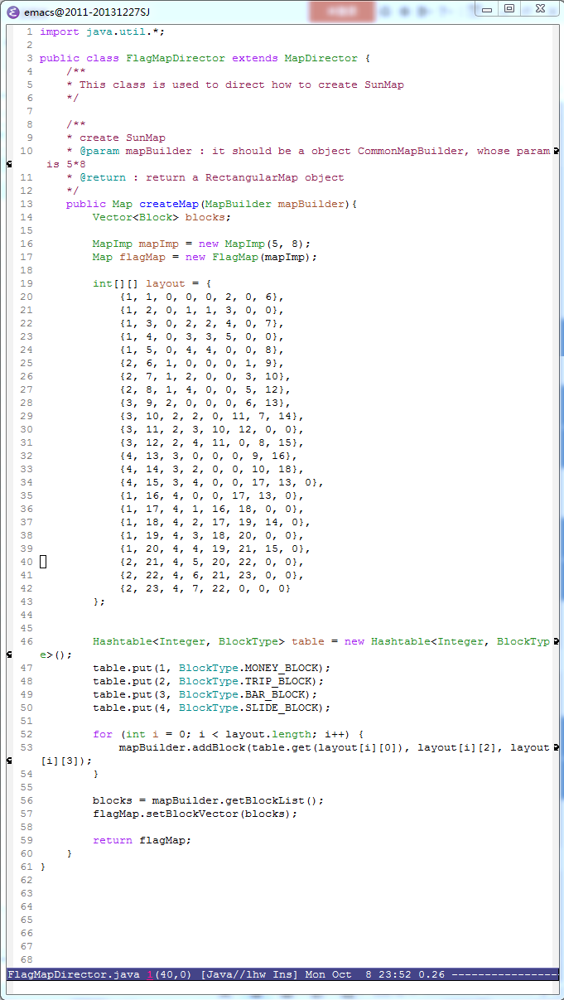 emacs@2011-20131227SJ
1 import java.util.*;
2
3 public class FlagMapDirector extends MapDirector {
4     /**
5     * This class is used to direct how to create SunMap
6     */
7
8     /**
9     * create SunMap
10     * @param mapBuilder : it should be a object CommonMapBuilder, whose param
is 5*8
11     * @return : return a RectangularMap object
12     */
13     public Map createMap(MapBuilder mapBuilder){
14         Vector<Block> blocks;
15
16         MapImp mapImp = new MapImp(5, 8);
17         Map flagMap = new FlagMap(mapImp);
18
19         int[][] layout = {
20             {1, 1, 0, 0, 0, 2, 0, 6},
21             {1, 2, 0, 1, 1, 3, 0, 0},
22             {1, 3, 0, 2, 2, 4, 0, 7},
23             {1, 4, 0, 3, 3, 5, 0, 0},
24             {1, 5, 0, 4, 4, 0, 0, 8},
25             {2, 6, 1, 0, 0, 0, 1, 9},
26             {2, 7, 1, 2, 0, 0, 3, 10},
27             {2, 8, 1, 4, 0, 0, 5, 12},
28             {3, 9, 2, 0, 0, 0, 6, 13},
29             {3, 10, 2, 2, 0, 11, 7, 14},
30             {3, 11, 2, 3, 10, 12, 0, 0},
31             {3, 12, 2, 4, 11, 0, 8, 15},
32             {4, 13, 3, 0, 0, 0, 9, 16},
33             {4, 14, 3, 2, 0, 0, 10, 18},
34             {4, 15, 3, 4, 0, 0, 17, 13, 0},
35             {1, 16, 4, 0, 0, 17, 13, 0},
36             {1, 17, 4, 1, 16, 18, 0, 0},
37             {1, 18, 4, 2, 17, 19, 14, 0},
38             {1, 19, 4, 3, 18, 20, 0, 0},
39             {1, 20, 4, 4, 19, 21, 15, 0},
40             {2, 21, 4, 5, 20, 22, 0, 0},
41             {2, 22, 4, 6, 21, 23, 0, 0},
42             {2, 23, 4, 7, 22, 0, 0, 0}
43         };
44
45
46         Hashtable<Integer, BlockType> table = new Hashtable<Integer, BlockTyp
e>();
47         table.put(1, BlockType.MONEY_BLOCK);
48         table.put(2, BlockType.TRIP_BLOCK);
49         table.put(3, BlockType.BAR_BLOCK);
50         table.put(4, BlockType.SLIDE_BLOCK);
51
52         for (int i = 0; i < layout.length; i++) {
53             mapBuilder.addBlock(table.get(layout[i][0]), layout[i][2], layout
[i][3]);
54         }
55
56         blocks = mapBuilder.getBlockList();
57         flagMap.setBlockVector(blocks);
58
59         return flagMap;
60     }
61 }
62
63
64
65
66
67
68
FlagMapDirector.java 1(40,0) [Java//lhw Ins] Mon Oct  8 23:52 0.26 -----------------